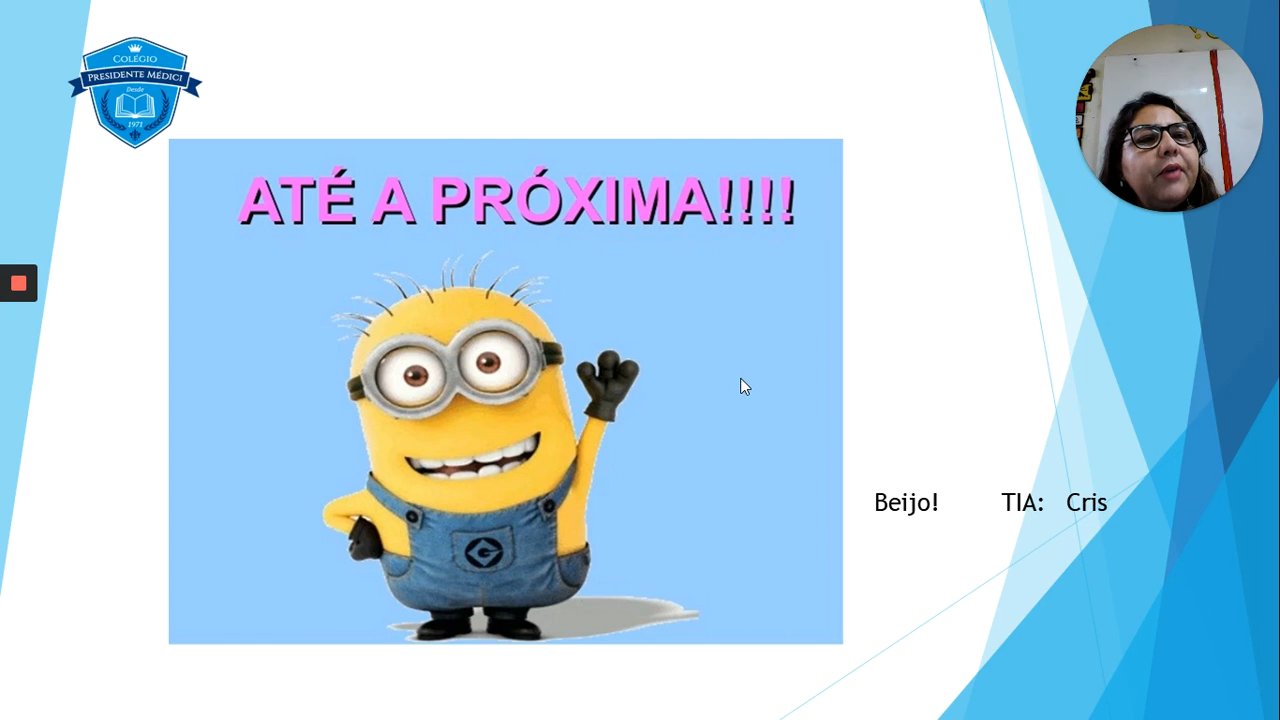 COLÉGIO
PRESIDENTE MÉDICI
Desde
1971
ATÉ A PRÓXIMA!!!!
Beijo! TIA: Cris